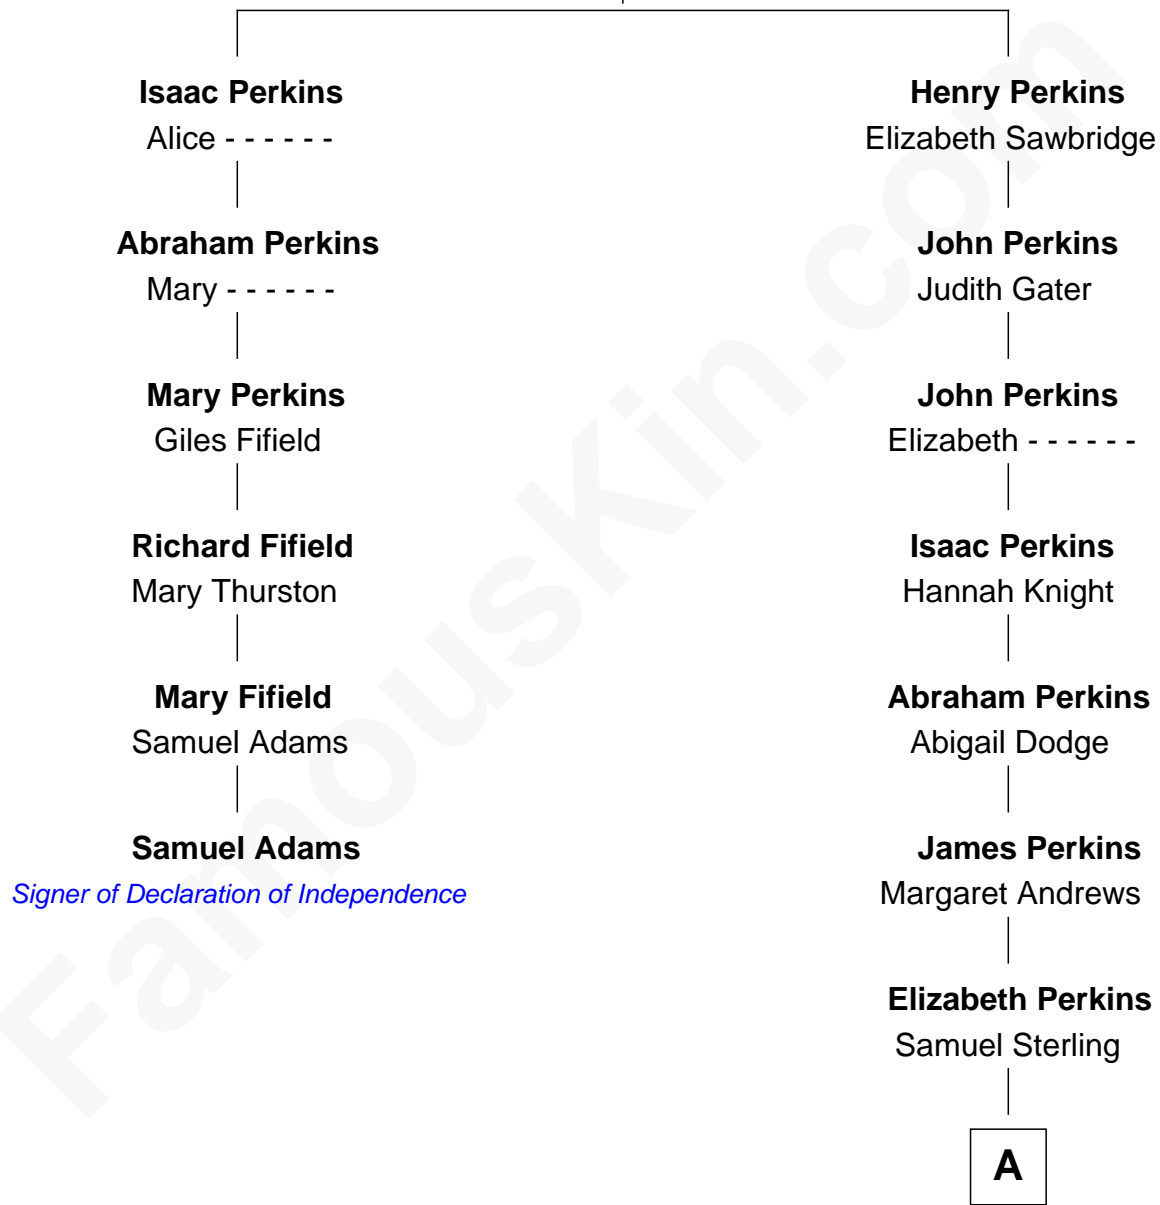 Isaac Perkins
Alice - - - - - -
Abraham Perkins
Mary - - - - - -
Mary Perkins
Giles Fifield
Richard Fifield
Mary Thurston
Mary Fifield
Samuel Adams
Samuel Adams
Signer of Declaration of Independence
Henry Perkins
Elizabeth Sawbridge
John Perkins
Judith Gater
John Perkins
Elizabeth - - - - - -
Isaac Perkins
Hannah Knight
Abraham Perkins
Abigail Dodge
James Perkins
Margaret Andrews
Elizabeth Perkins
Samuel Sterling
A
FamousKin.com